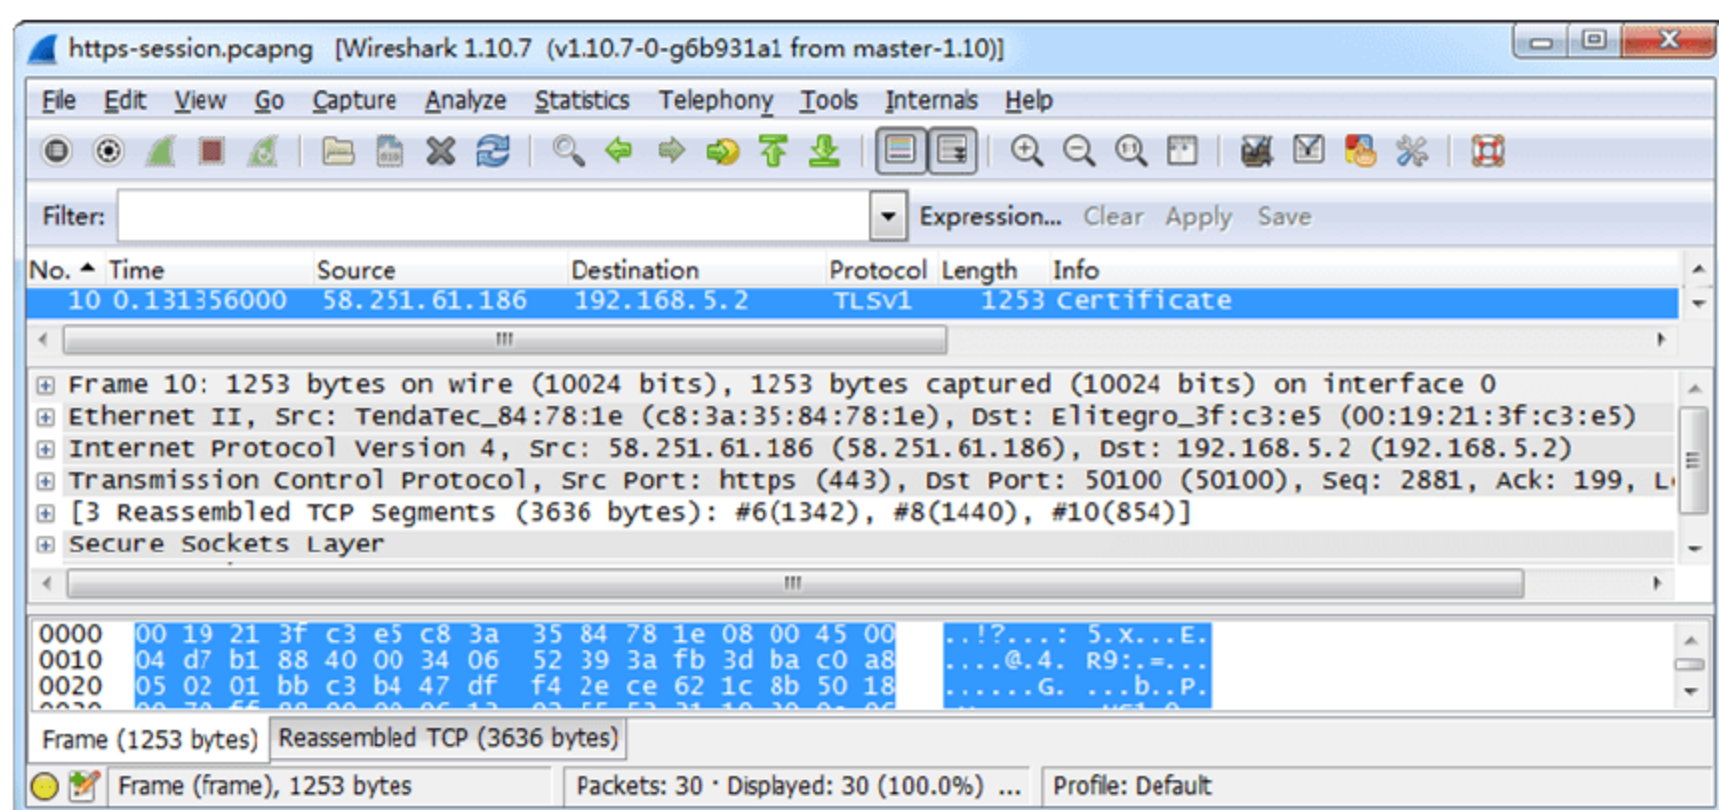 https-session.pcapng [Wireshark 1.10.7 (v1.10.7-0-g6b931a1 from master-1.10)]
File Edit View Go Capture Analyze Statistics Telephony Tools Internals Help
Filter: Expression... Clear Apply Save
No. Time Source Destination Protocol Length Info
10 0.131356000 58.251.61.186 192.168.5.2 TLSv1 1253 Certificate
Frame 10: 1253 bytes on wire (10024 bits), 1253 bytes captured (10024 bits) on interface 0
Ethernet II, Src: TendaTec_84:78:1e (c8:3a:35:84:78:1e), Dst: Elitegro_3f:c3:e5 (00:19:21:3f:c3:e5)
Internet Protocol Version 4, Src: 58.251.61.186 (58.251.61.186), Dst: 192.168.5.2 (192.168.5.2)
Transmission Control Protocol, Src Port: https (443), Dst Port: 50100 (50100), Seq: 2881, Ack: 199, L
[3 Reassembled TCP Segments (3636 bytes): #6(1342), #8(1440), #10(854)]
Secure Sockets Layer
0000 00 19 21 3f c3 e5 c8 3a 35 84 78 1e 08 00 45 00 ..!?...: 5.x...E.
0010 04 d7 b1 88 40 00 34 06 52 39 3a fb 3d ba c0 a8 ....@.4. R9:.=...
0020 05 02 01 bb c3 b4 47 df f4 2e ce 62 1c 8b 50 18 ......G. ...b..P.
Frame (1253 bytes) Reassembled TCP (3636 bytes)
Frame (frame), 1253 bytes Packets: 30 · Displayed: 30 (100.0%) ... Profile: Default